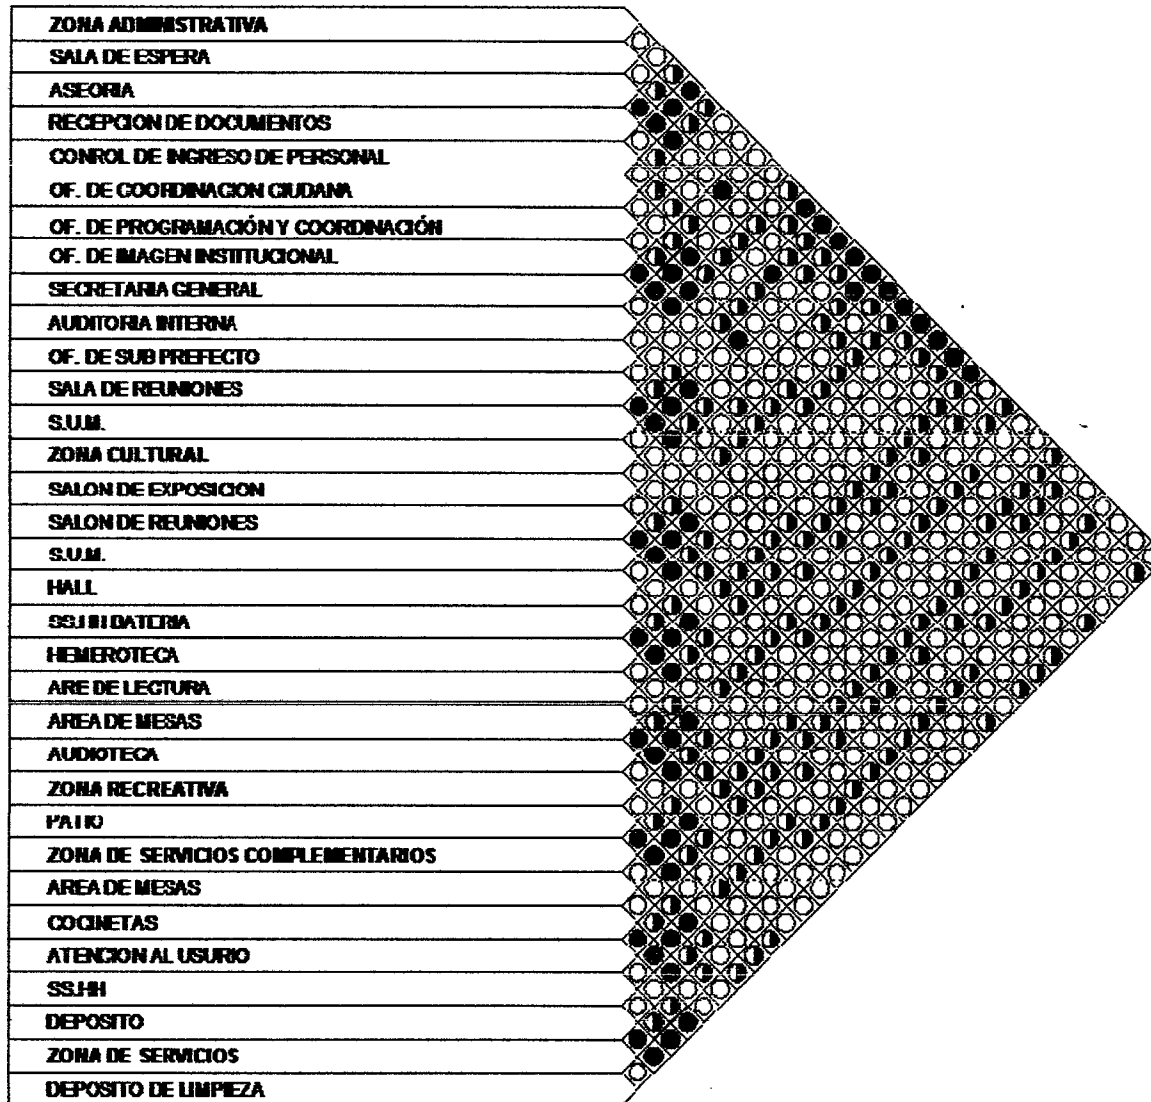 ZONA ADMINISTRATIVA
SALA DE ESPERA
ASEORIA
RECEPCION DE DOCUMENTOS
CONROL DE INGRESO DE PERSONAL
OF. DE COORDINACION CIUDANA
OF. DE PROGRAMACIÓN Y COORDINACIÓN
OF. DE IMAGEN INSTITUCIONAL
SECRETARIA GENERAL
AUDITORIA INTERNA
OF. DE SUB PREFECTO
SALA DE REUNIONES
S.U.M.
ZONA CULTURAL
SALON DE EXPOSICION
SALON DE REUNIONES
S.U.M.
HALL
SS.HH BATERIA
HEMEROTECA
ARE DE LECTURA
AREA DE MESAS
AUDIOTECA
ZONA RECREATIVA
PATIO
ZONA DE SERVICIOS COMPLEMENTARIOS
AREA DE MESAS
COCINETAS
ATENCION AL USURIO
SS.HH
DEPOSITO
ZONA DE SERVICIOS
DEPOSITO DE LIMPIEZA